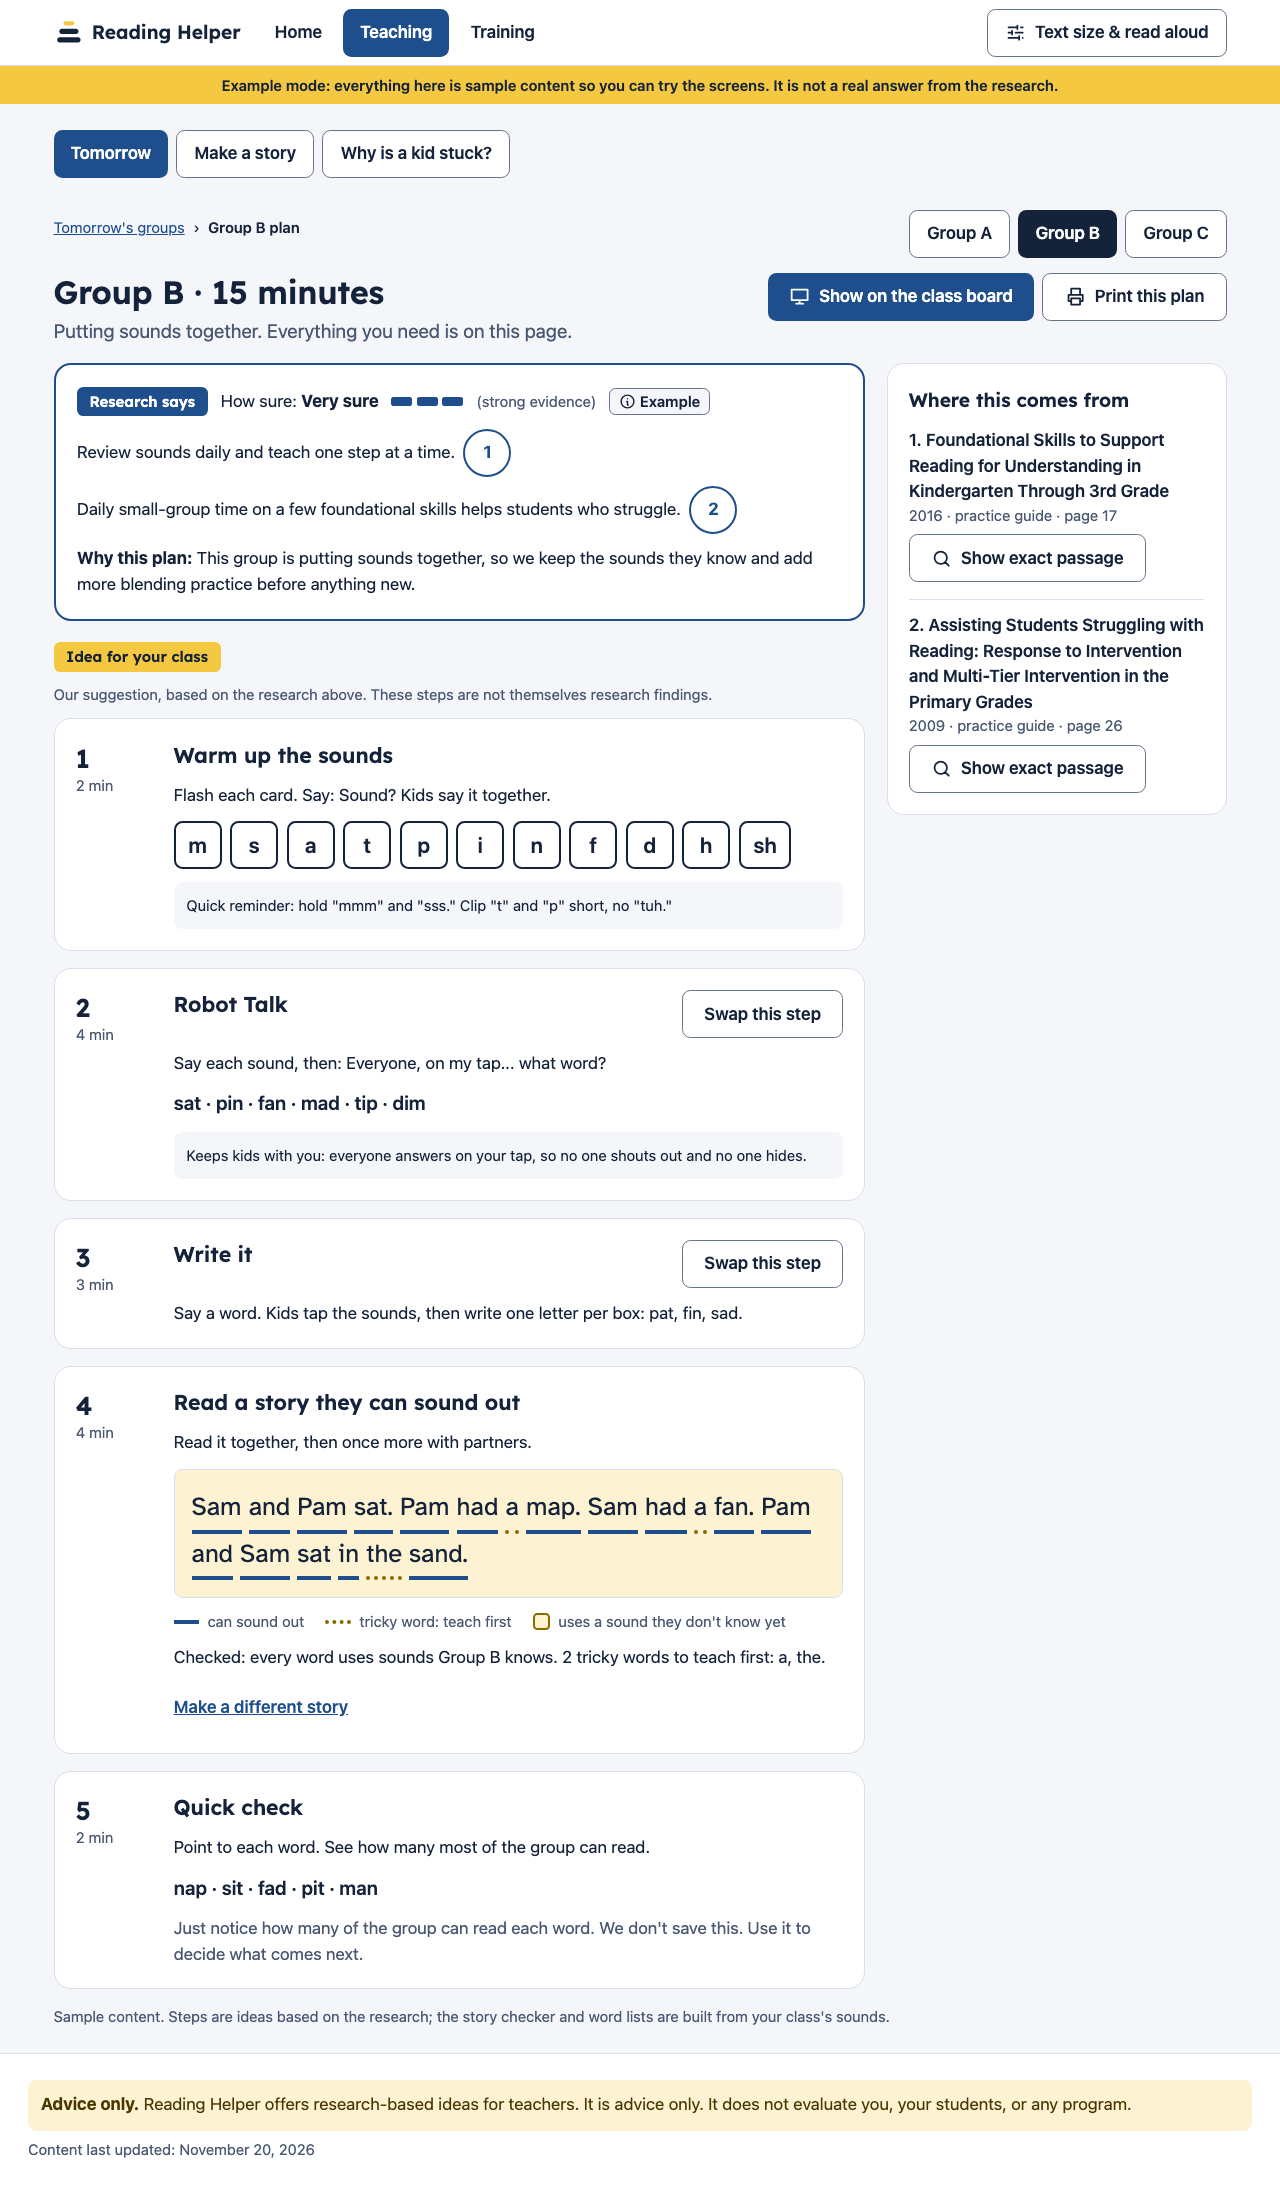 Reading Helper
Home
Teaching
Training
Text size & read aloud
Example mode: everything here is sample content so you can try the screens. It is not a real answer from the research.
Tomorrow
Make a story
Why is a kid stuck?
Tomorrow's groups › Group B plan
Group A
Group B
Group C
Group B · 15 minutes
Show on the class board
Print this plan
Putting sounds together. Everything you need is on this page.
Research says
How sure: Very sure
(strong evidence)
Example
Review sounds daily and teach one step at a time. 1
Daily small-group time on a few foundational skills helps students who struggle. 2
Why this plan: This group is putting sounds together, so we keep the sounds they know and add
more blending practice before anything new.
Where this comes from
1. Foundational Skills to Support
Reading for Understanding in
Kindergarten Through 3rd Grade
2016 · practice guide · page 17
Show exact passage
2. Assisting Students Struggling with
Reading: Response to Intervention
and Multi-Tier Intervention in the
Primary Grades
2009 · practice guide · page 26
Show exact passage
Idea for your class
Our suggestion, based on the research above. These steps are not themselves research findings.
1
2 min
Warm up the sounds
Flash each card. Say: Sound? Kids say it together.
m s a t p i n f d h sh
Quick reminder: hold "mmm" and "sss." Clip "t" and "p" short, no "tuh."
2
4 min
Robot Talk
Swap this step
Say each sound, then: Everyone, on my tap... what word?
sat · pin · fan · mad · tip · dim
Keeps kids with you: everyone answers on your tap, so no one shouts out and no one hides.
3
3 min
Write it
Swap this step
Say a word. Kids tap the sounds, then write one letter per box: pat, fin, sad.
4
4 min
Read a story they can sound out
Read it together, then once more with partners.
Sam and Pam sat. Pam had a map. Sam had a fan. Pam
and Sam sat in the sand.
can sound out
tricky word: teach first
uses a sound they don't know yet
Checked: every word uses sounds Group B knows. 2 tricky words to teach first: a, the.
Make a different story
5
2 min
Quick check
Point to each word. See how many most of the group can read.
nap · sit · fad · pit · man
Just notice how many of the group can read each word. We don't save this. Use it to
decide what comes next.
Sample content. Steps are ideas based on the research; the story checker and word lists are built from your class's sounds.
Advice only. Reading Helper offers research-based ideas for teachers. It is advice only. It does not evaluate you, your students, or any program.
Content last updated: November 20, 2026